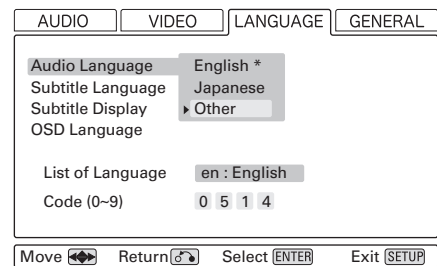 AUDIO VIDEO LANGUAGE GENERAL
Audio Language English *
Subtitle Language Japanese
Subtitle Display Other
OSD Language
List of Language en : English
Code (0~9) 0 5 1 4
Move Return Select ENTER Exit SETUP